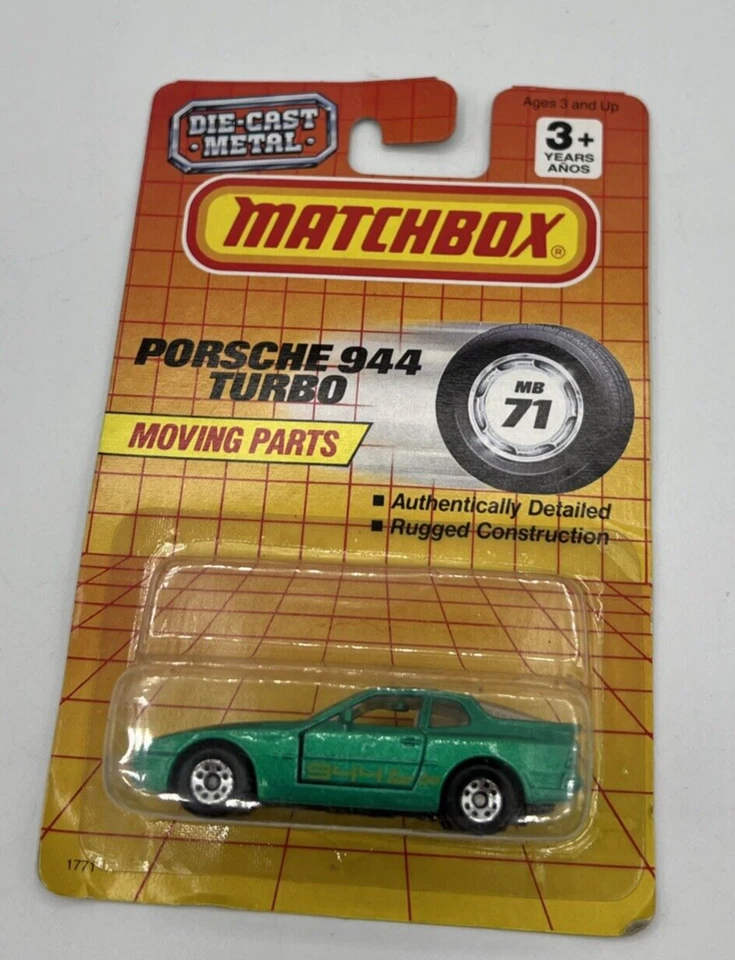 DIE-CAST
METAL
Ages 3 and Up
3+
YEARS
AÑOS
MATCHBOX®
PORSCHE 944
TURBO
MB
71
MOVING PARTS
▪ Authentically Detailed
▪ Rugged Construction
944
1771